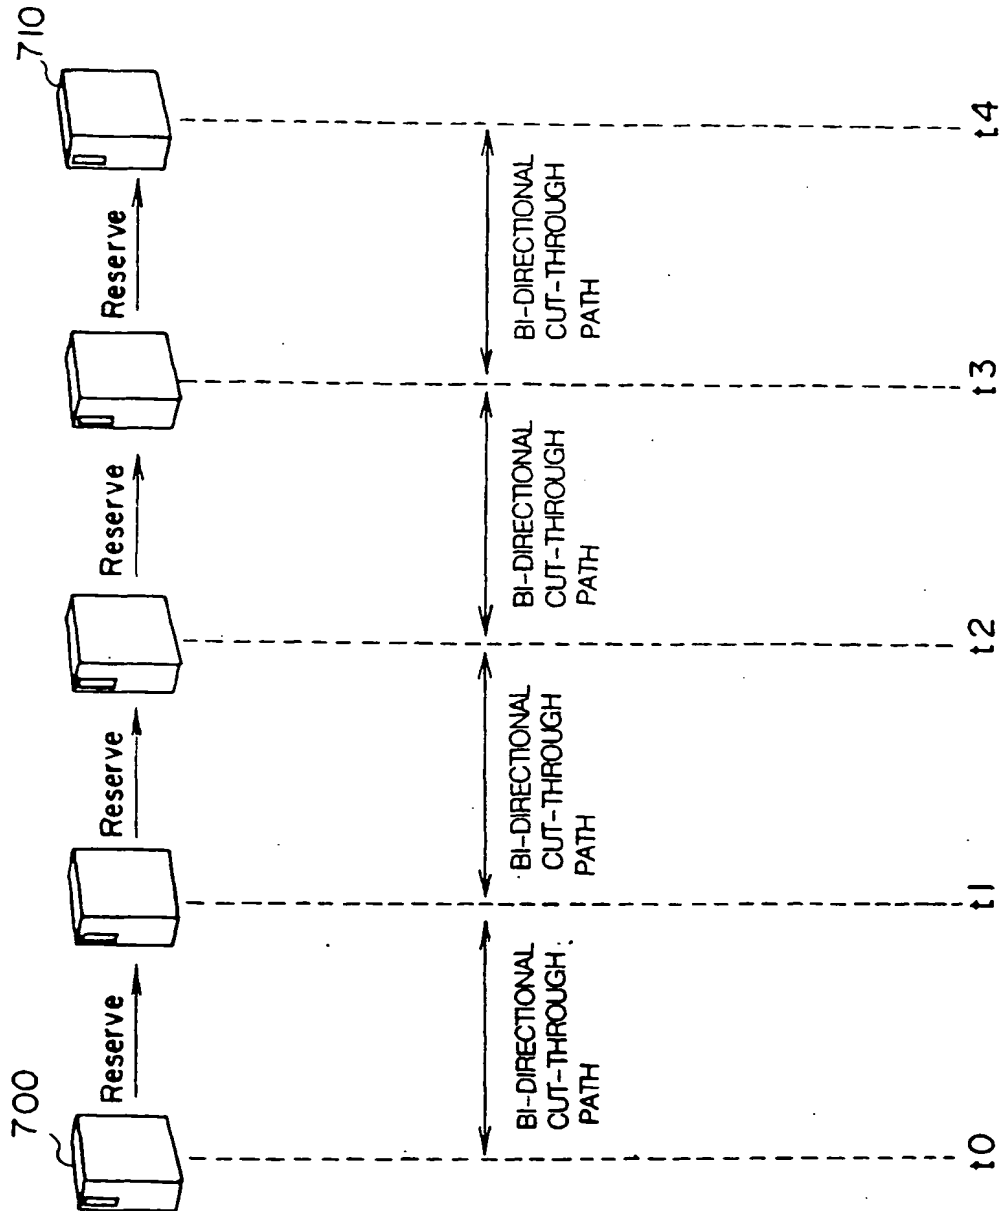 700
710
Reserve
Reserve
Reserve
Reserve
BI-DIRECTIONAL
CUT-THROUGH
PATH
BI-DIRECTIONAL
CUT-THROUGH
PATH
BI-DIRECTIONAL
CUT-THROUGH
PATH
BI-DIRECTIONAL
CUT-THROUGH
PATH
t0
t1
t2
t3
t4